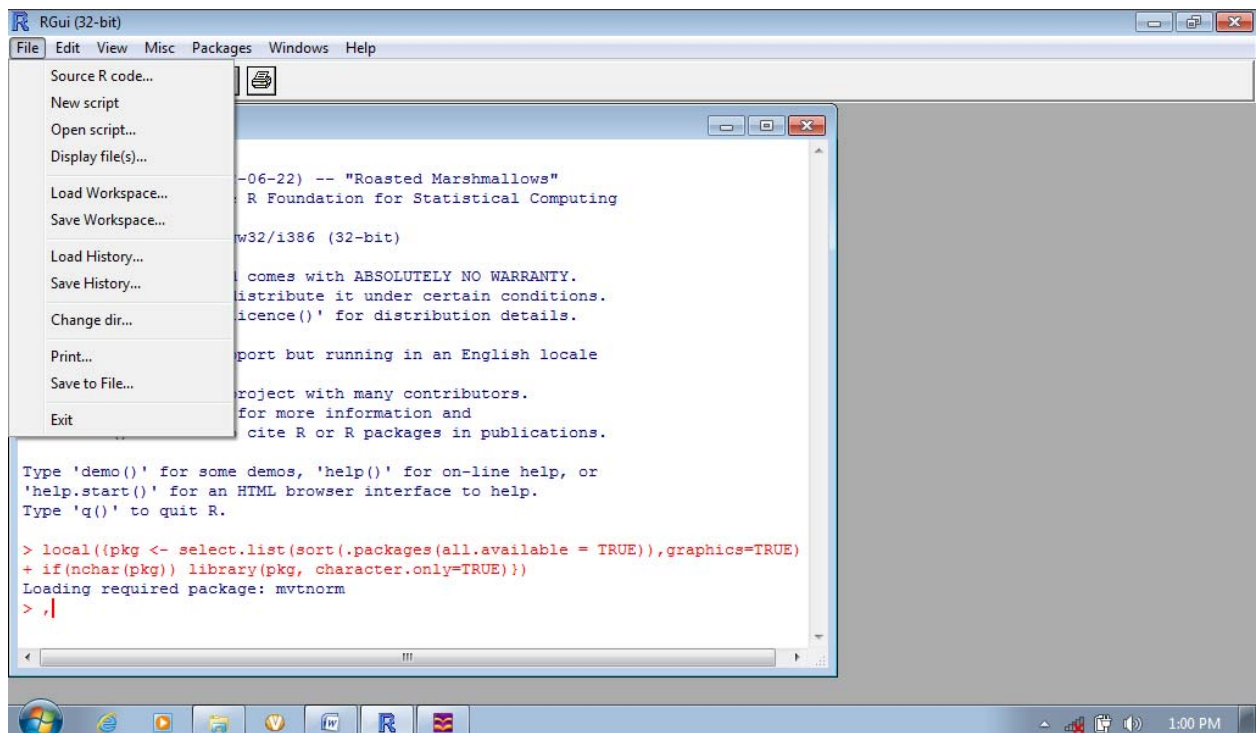 RGui (32-bit)
File Edit View Misc Packages Windows Help
Source R code...
New script
Open script...
Display file(s)...
Load Workspace...
Save Workspace...
Load History...
Save History...
Change dir...
Print...
Save to File...
Exit
-06-22) -- "Roasted Marshmallows"
R Foundation for Statistical Computing
w32/i386 (32-bit)
comes with ABSOLUTELY NO WARRANTY.
istribute it under certain conditions.
icence()' for distribution details.
port but running in an English locale
roject with many contributors.
for more information and
cite R or R packages in publications.
Type 'demo()' for some demos, 'help()' for on-line help, or
'help.start()' for an HTML browser interface to help.
Type 'q()' to quit R.
> local({pkg <- select.list(sort(.packages(all.available = TRUE)),graphics=TRUE)
+ if(nchar(pkg)) library(pkg, character.only=TRUE)})
Loading required package: mvtnorm
> ,
1:00 PM